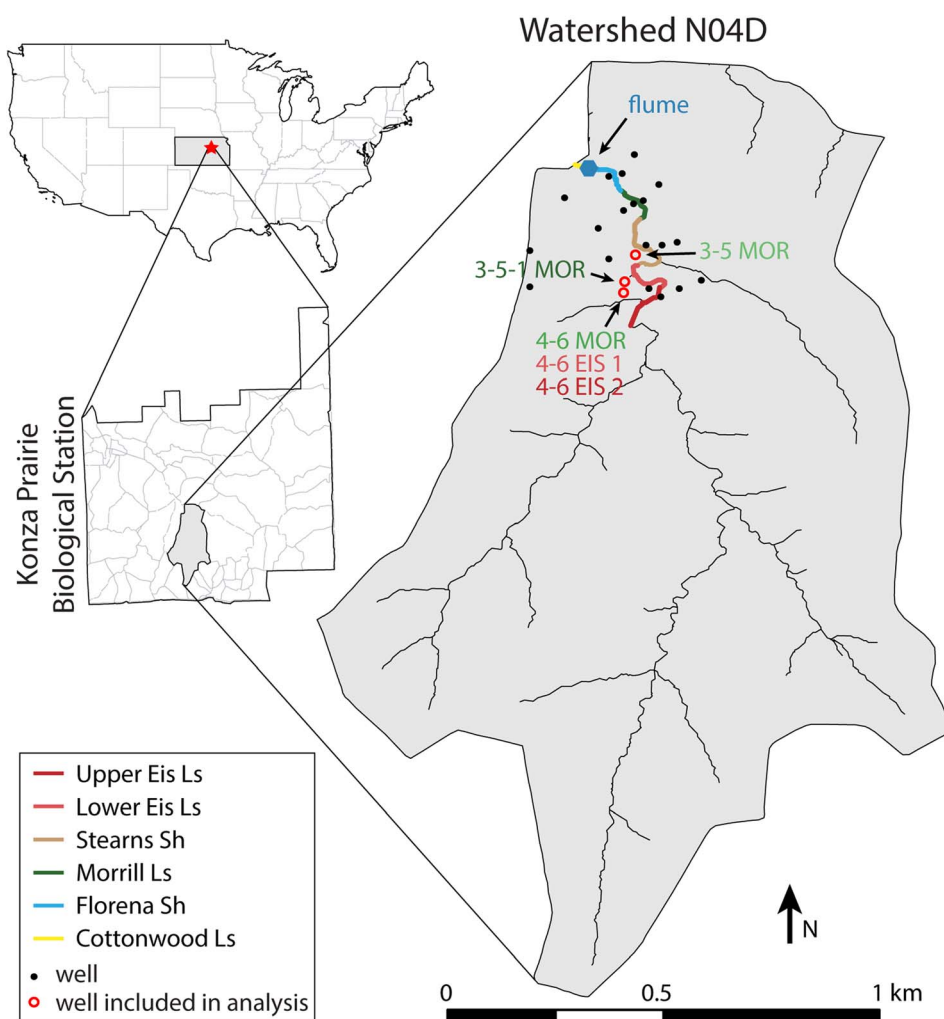 Watershed N04D
flume
3-5 MOR
3-5-1 MOR
4-6 MOR
4-6 EIS 1
4-6 EIS 2
Konza Prairie
Biological Station
Upper Eis Ls
Lower Eis Ls
Stearns Sh
Morrill Ls
Florena Sh
Cottonwood Ls
well
well included in analysis
N
0 0.5 1 km